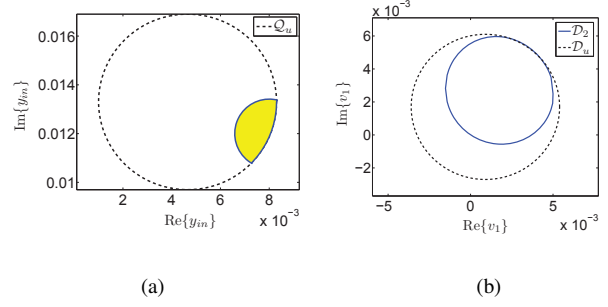 0.016
0.014
0.012
0.01
2 4 6 8
x 10⁻³
Im{y_in}
Re{y_in}
Q_u
(a)
x 10⁻³
6
4
2
0
−2
−5 0 5
x 10⁻³
Im{v_1}
Re{v_1}
D_2
D_u
(b)